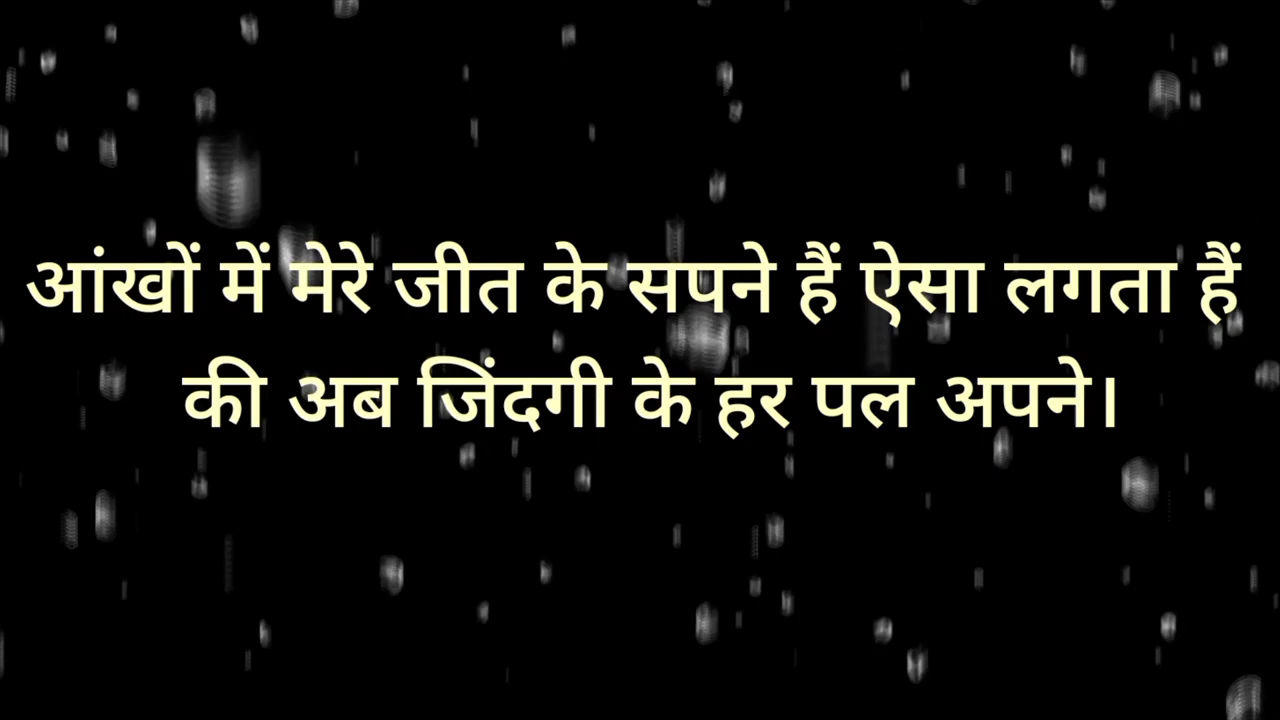 आंखों में मेरे जीत के सपने हैं ऐसा लगता हैं
की अब जिंदगी के हर पल अपने।